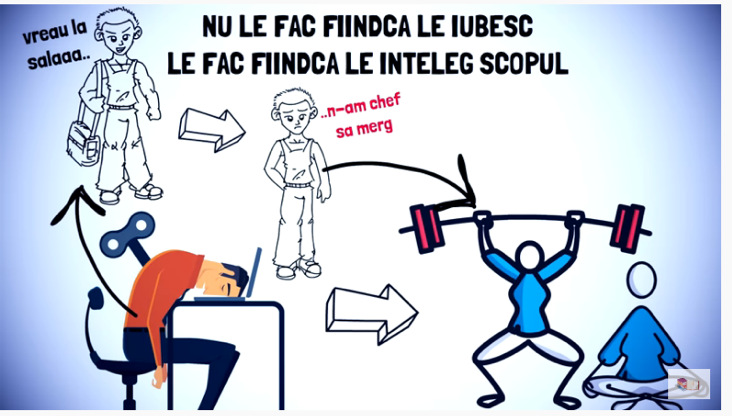 NU LE FAC FIINDCA LE IUBESC
LE FAC FIINDCA LE INTELEG SCOPUL
vreau la
salaaa..
..n-am chef
sa merg